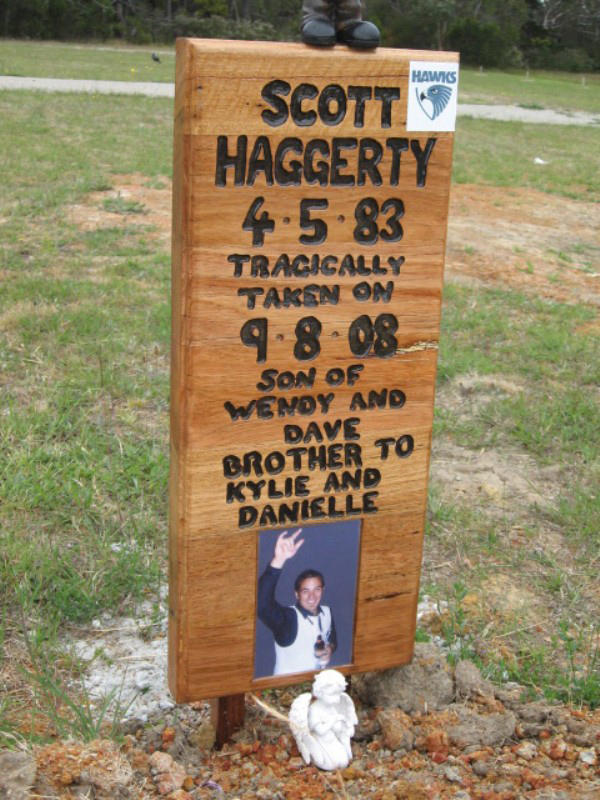 HAWKS
SCOTT
HAGGERTY
4·5·83
TRAGICALLY
TAKEN ON
9·8·08
SON OF
WENDY AND
DAVE
BROTHER TO
KYLIE AND
DANIELLE